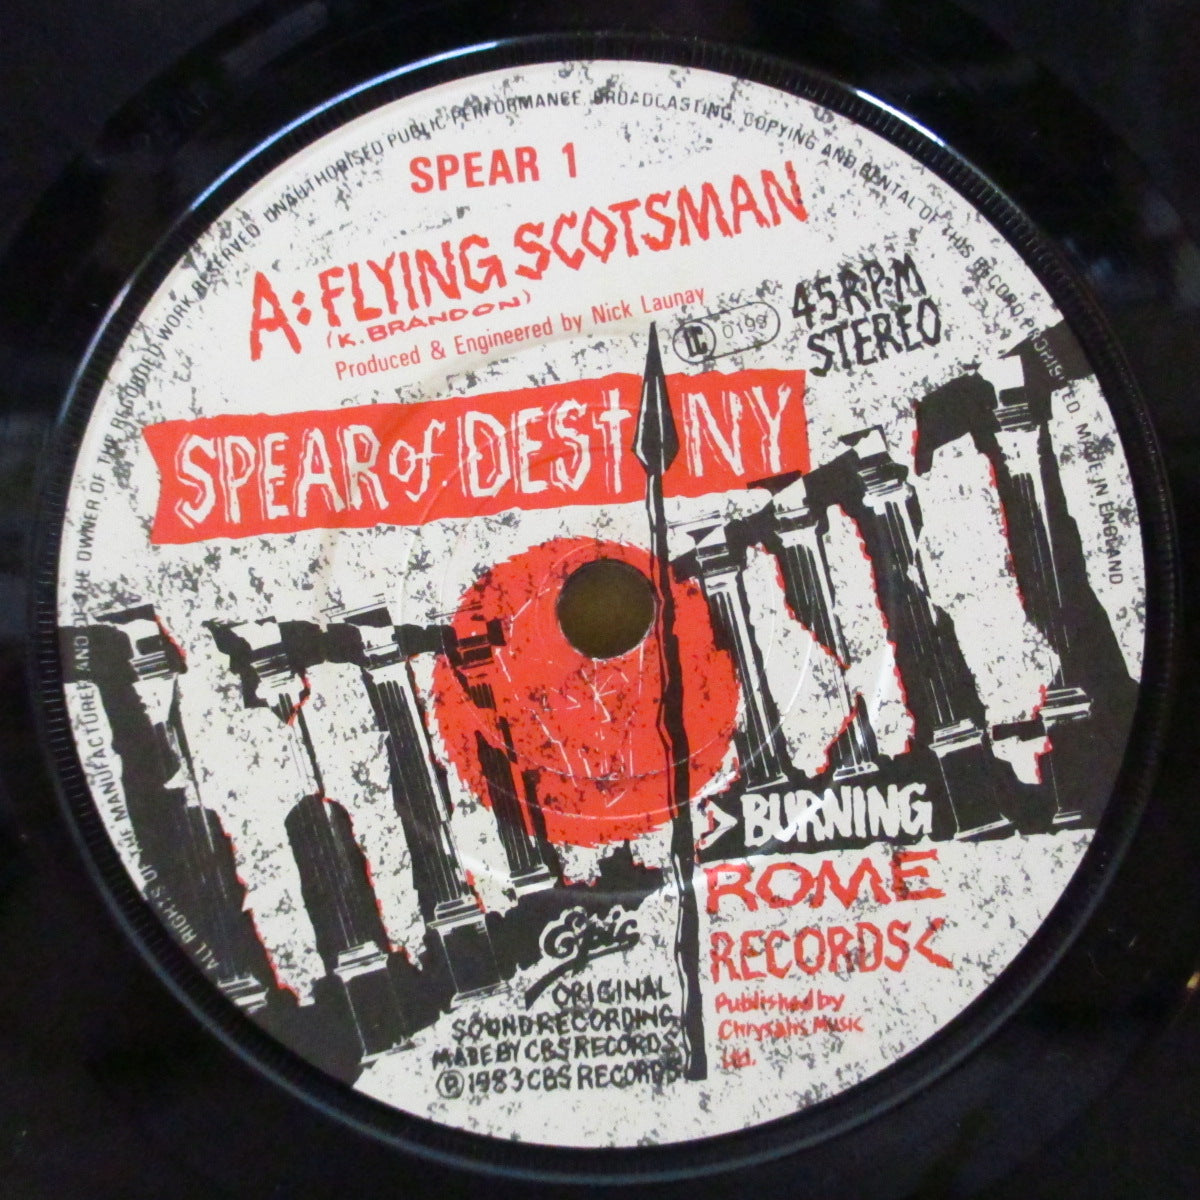 ALL RIGHTS OF THE MANUFACTURER AND OF THE OWNER OF THE RECORDED WORK RESERVED UNAUTHORISED PUBLIC PERFORMANCE, BROADCASTING, COPYING AND RENTAL OF THIS RECORD PROHIBITED. MADE IN ENGLAND
SPEAR 1
A: FLYING SCOTSMAN
(K. BRANDON)
Produced & Engineered by Nick Launay
LC 0199
45 R.P.M
STEREO
SPEAR of DESTINY
> BURNING
ROME
RECORDS <
Published by
Chrysalis Music
Ltd.
Epic
ORIGINAL
SOUND RECORDING
MADE BY CBS RECORDS
Ⓟ 1983 CBS RECORDS